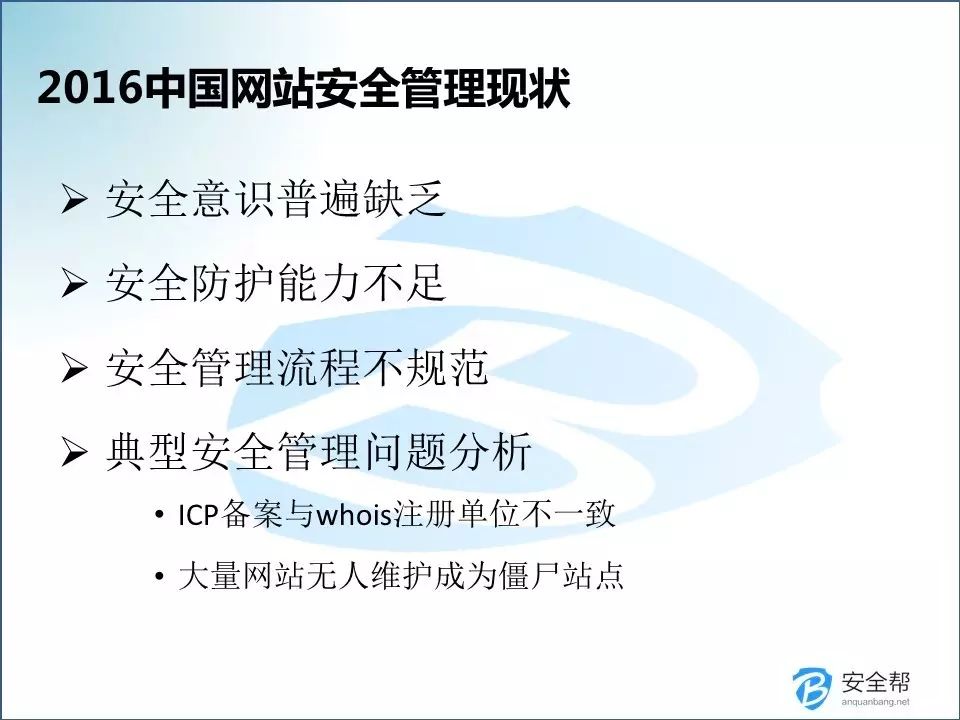 2016中国网站安全管理现状
➢ 安全意识普遍缺乏
➢ 安全防护能力不足
➢ 安全管理流程不规范
➢ 典型安全管理问题分析
• ICP备案与whois注册单位不一致
• 大量网站无人维护成为僵尸站点
安全帮
anquanbang.net